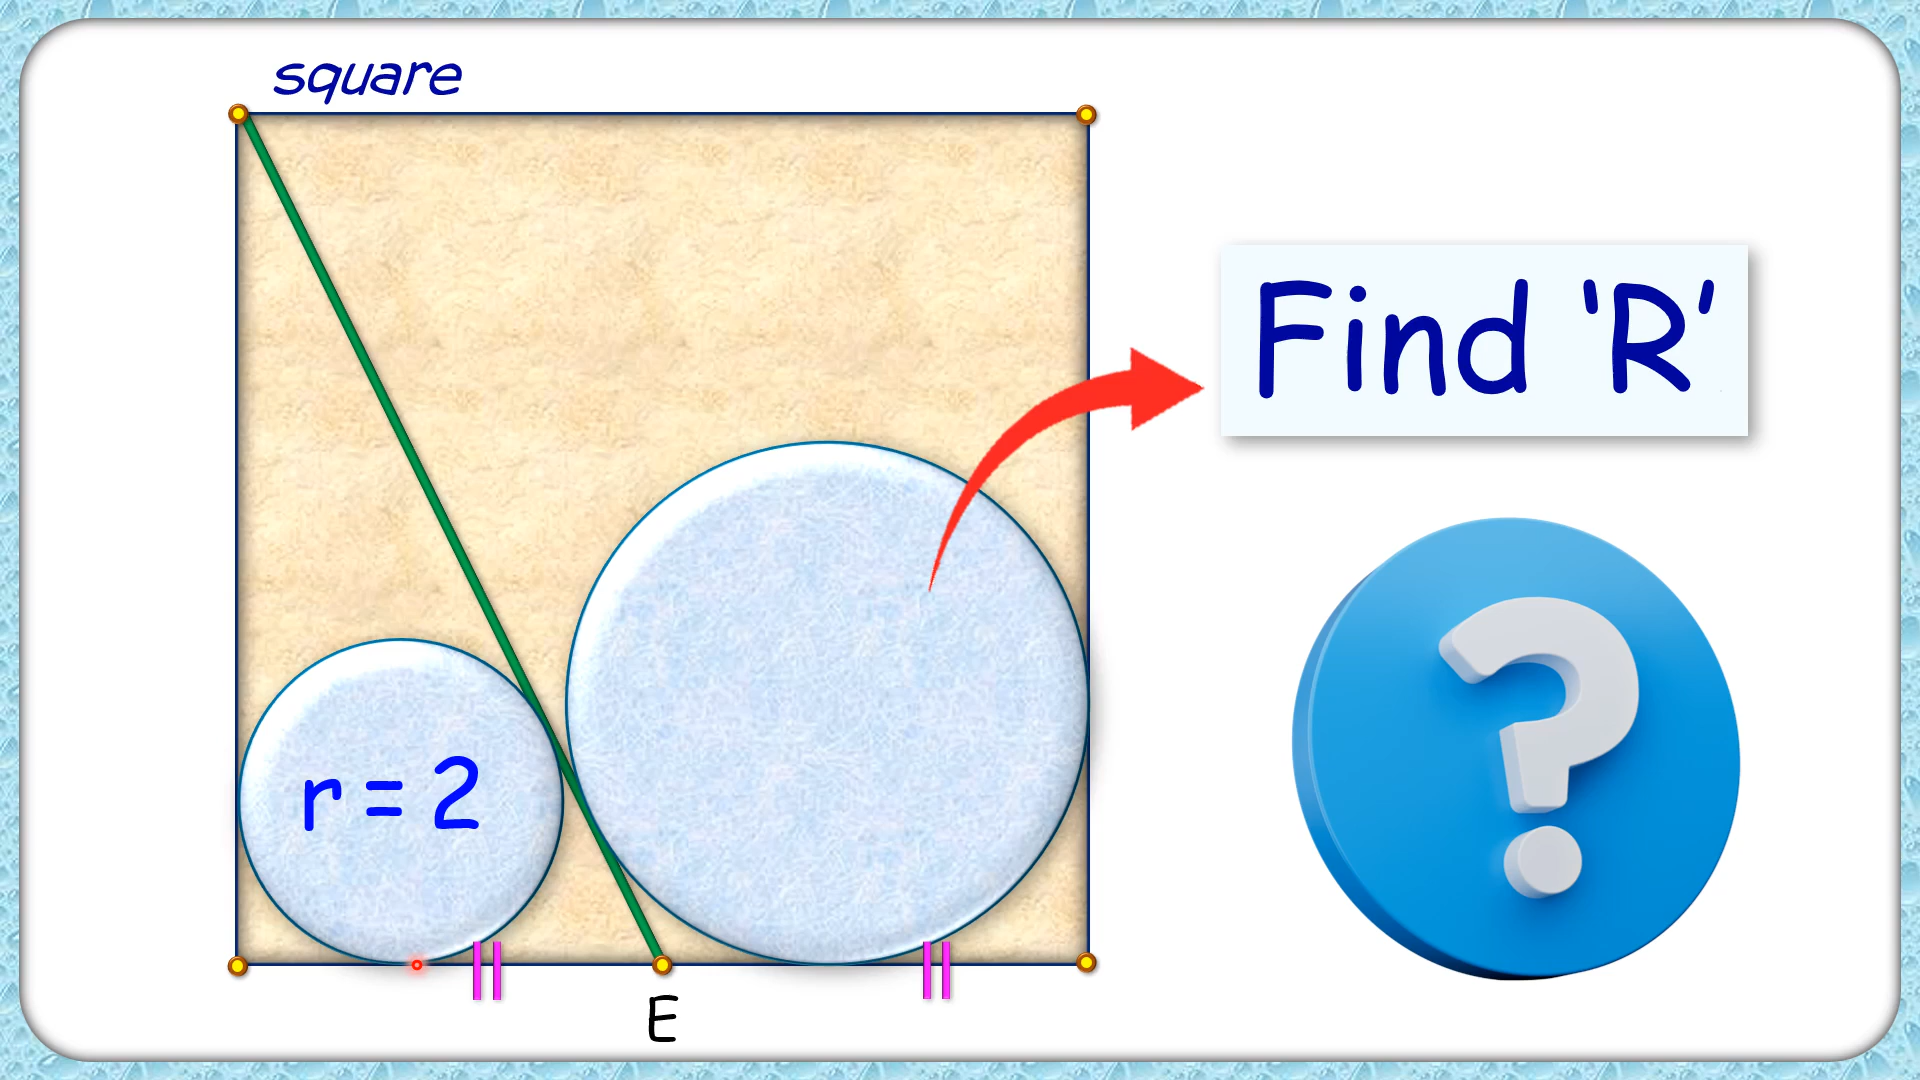 square
Find ‘R’
r = 2
?
E